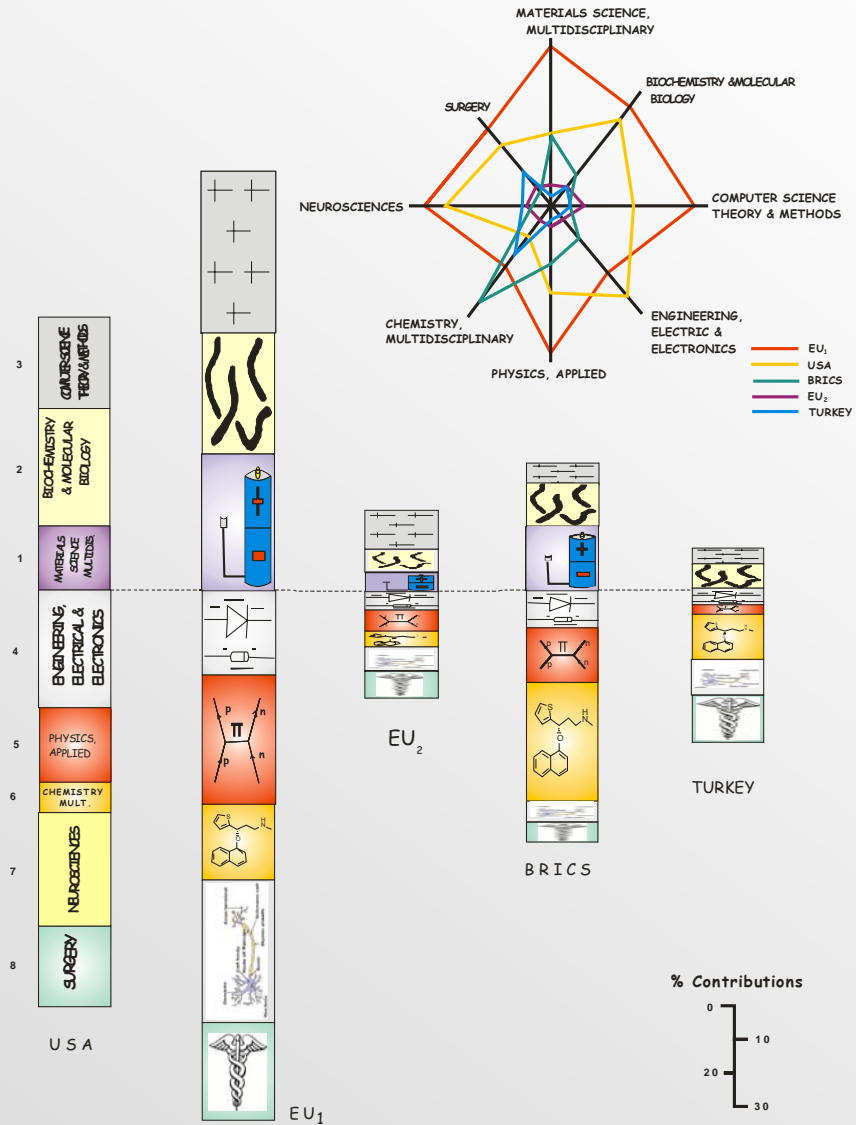 MATERIALS SCIENCE,
MULTIDISCIPLINARY
BIOCHEMISTRY &MOLECULAR
BIOLOGY
SURGERY
NEUROSCIENCES
COMPUTER SCIENCE
THEORY & METHODS
CHEMISTRY,
MULTIDISCIPLINARY
ENGINEERING,
ELECTRIC &
ELECTRONICS
PHYSICS, APPLIED
EU1
USA
BRICS
EU2
TURKEY
3
COMPUTER SCIENCE
THEORY & METHODS
2
BIOCHEMISTRY
& MOLECULAR
BIOLOGY
1
MATERIALS
SCIENCE
MULTIDIS.
4
ENGINEERING,
ELECTRICAL &
ELECTRONICS
5
PHYSICS,
APPLIED
6
CHEMISTRY
MULT.
7
NEUROSCIENCES
8
SURGERY
USA
p
n
π
p
n
S
NH
O
EU1
π
EU2
π
p
n
S
NH
O
BRICS
S
NH
O
TURKEY
% Contributions
0
10
20
30